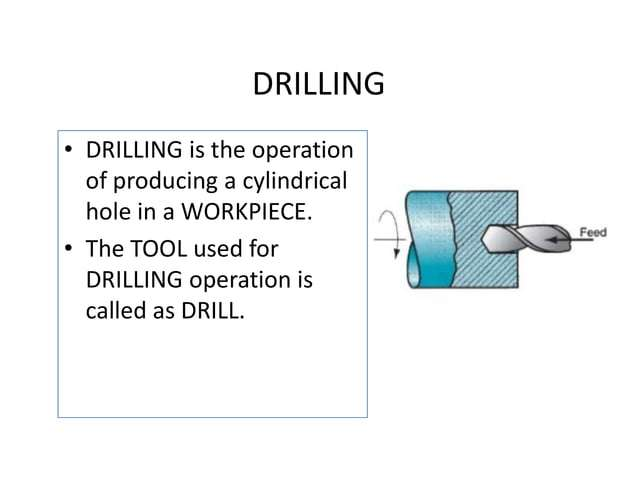 DRILLING
• DRILLING is the operation
of producing a cylindrical
hole in a WORKPIECE.
• The TOOL used for
DRILLING operation is
called as DRILL.
Feed